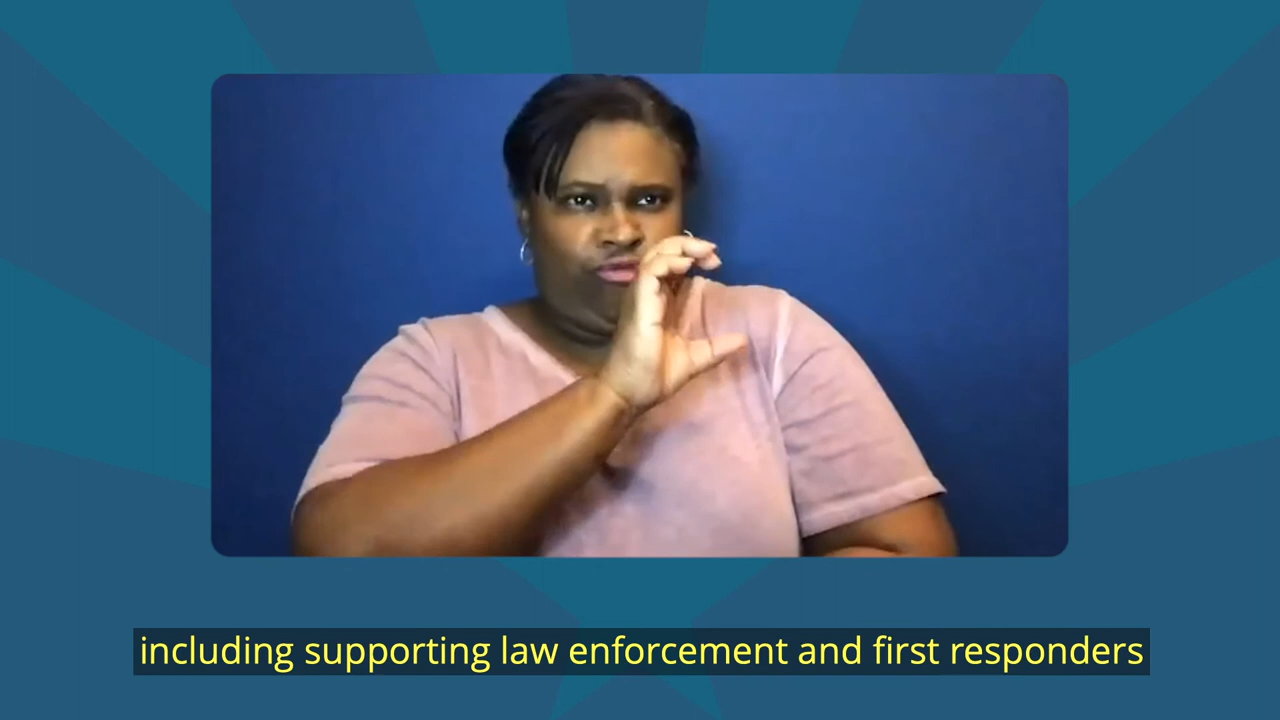 including supporting law enforcement and first responders